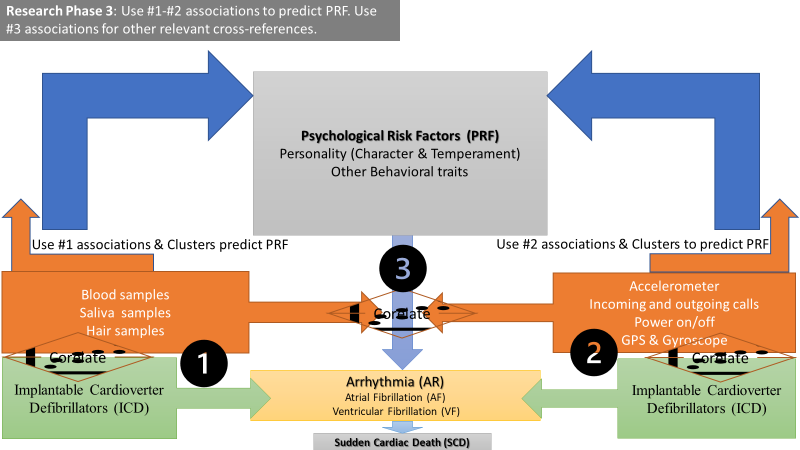 Research Phase 3: Use #1-#2 associations to predict PRF. Use
#3 associations for other relevant cross-references.
Psychological Risk Factors (PRF)
Personality (Character & Temperament)
Other Behavioral traits
Use #1 associations & Clusters predict PRF
Use #2 associations & Clusters to predict PRF
3
Blood samples
Saliva samples
Hair samples
Corelate
Accelerometer
Incoming and outgoing calls
Power on/off
GPS & Gyroscope
Corelate
1
2
Corelate
Implantable Cardioverter
Defibrillators (ICD)
Arrhythmia (AR)
Atrial Fibrillation (AF)
Ventricular Fibrillation (VF)
Implantable Cardioverter
Defibrillators (ICD)
Sudden Cardiac Death (SCD)